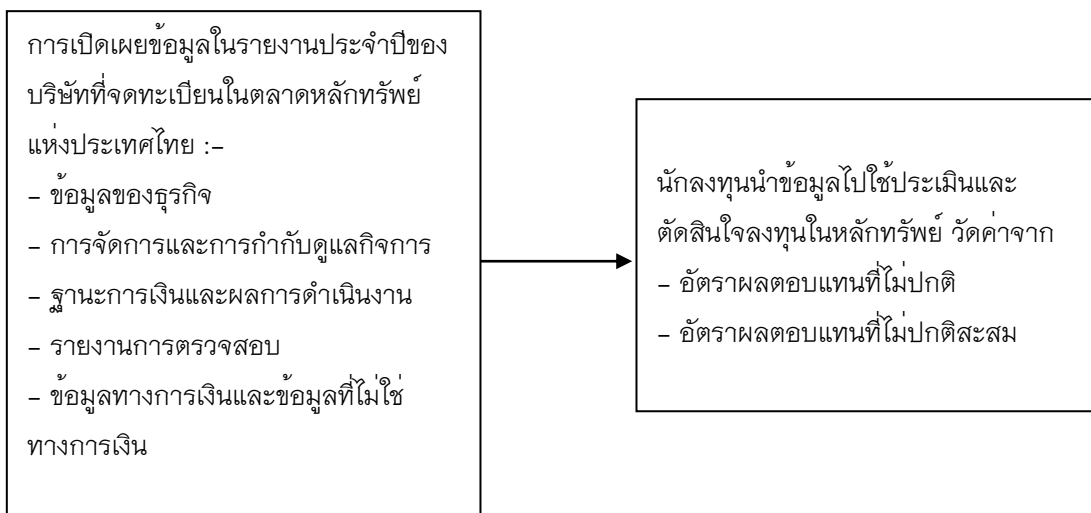 การเปิดเผยข้อมูลในรายงานประจำปีของ
บริษัทที่จดทะเบียนในตลาดหลักทรัพย์
แห่งประเทศไทย :–
– ข้อมูลของธุรกิจ
– การจัดการและการกำกับดูแลกิจการ
– ฐานะการเงินและผลการดำเนินงาน
– รายงานการตรวจสอบ
– ข้อมูลทางการเงินและข้อมูลที่ไม่ใช่
ทางการเงิน
นักลงทุนนำข้อมูลไปใช้ประเมินและ
ตัดสินใจลงทุนในหลักทรัพย์ วัดค่าจาก
– อัตราผลตอบแทนที่ไม่ปกติ
– อัตราผลตอบแทนที่ไม่ปกติสะสม